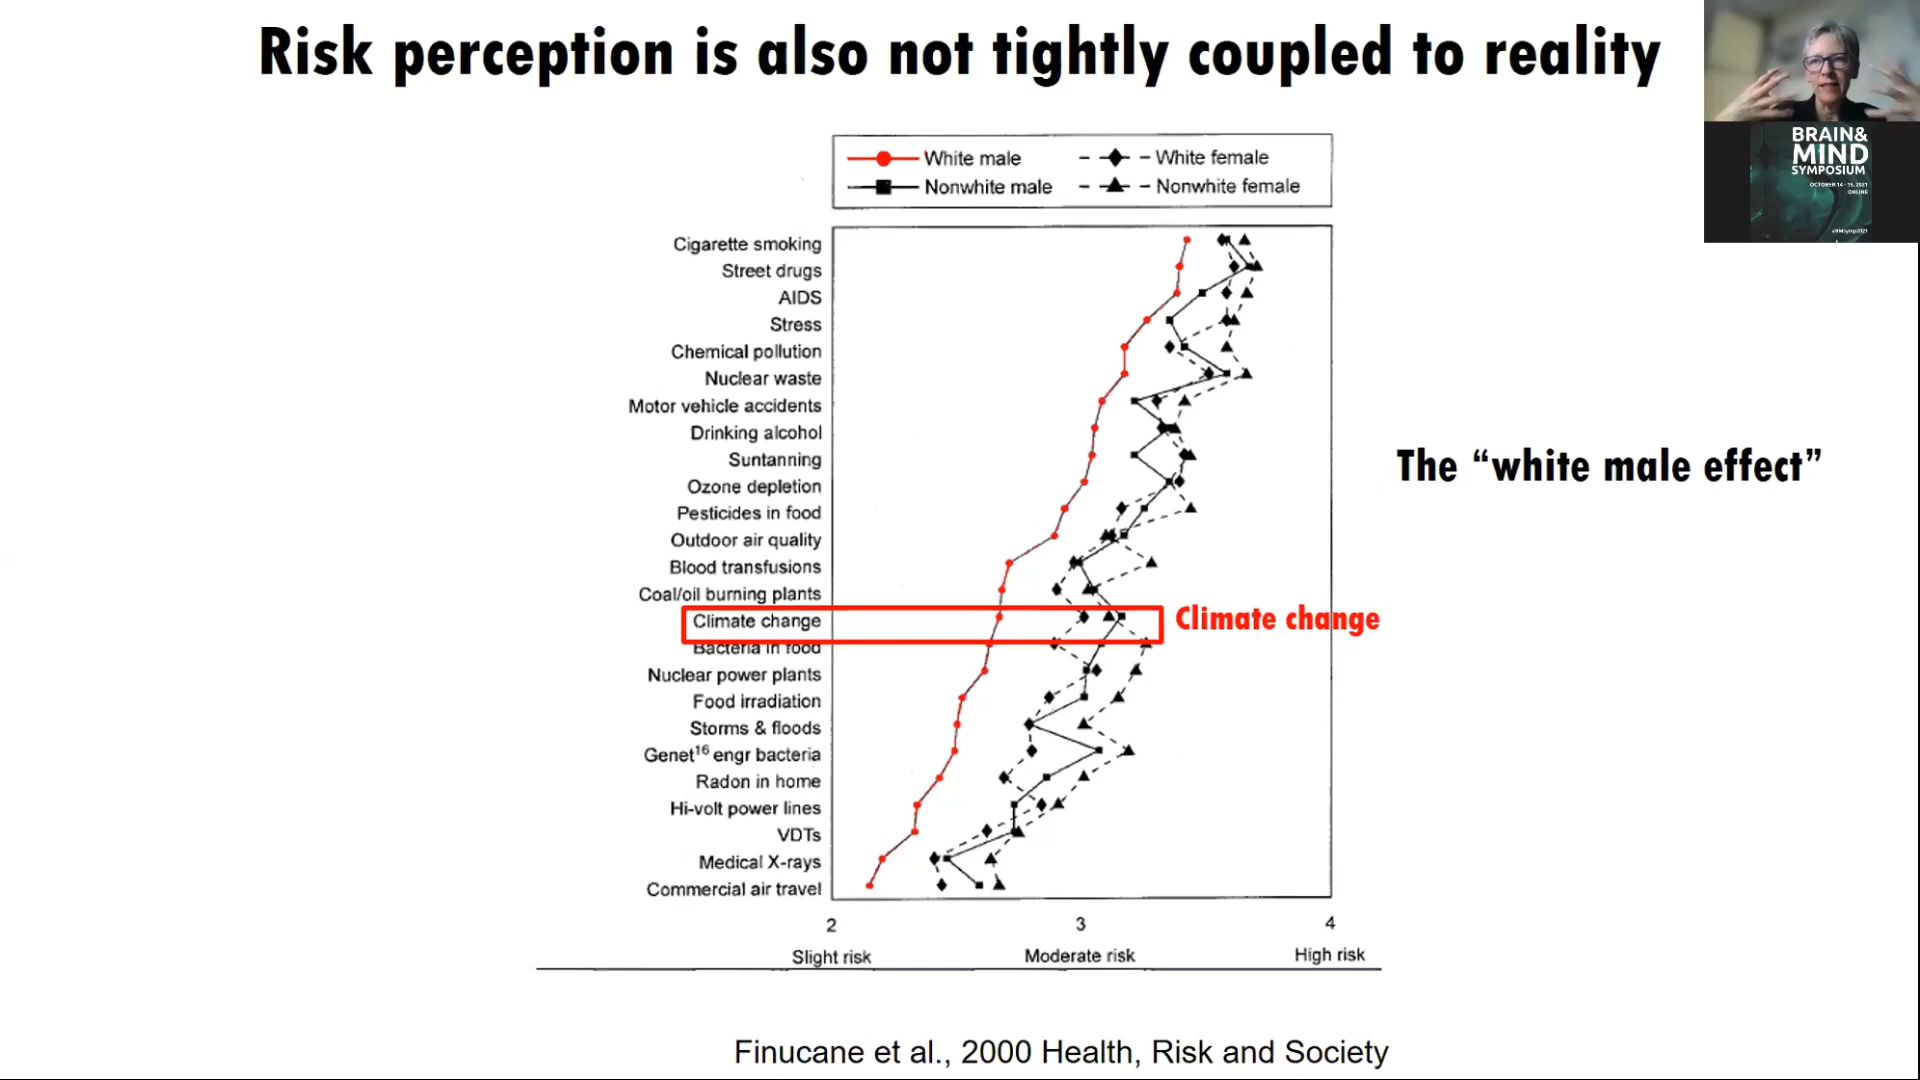 Risk perception is also not tightly coupled to reality
BRAIN&
MIND
SYMPOSIUM
OCTOBER 14 - 15, 2021
ONLINE
#BMSymp2021
White male
White female
Nonwhite male
Nonwhite female
Cigarette smoking
Street drugs
AIDS
Stress
Chemical pollution
Nuclear waste
Motor vehicle accidents
Drinking alcohol
Suntanning
The “white male effect”
Ozone depletion
Pesticides in food
Outdoor air quality
Blood transfusions
Coal/oil burning plants
Climate change
Climate change
Bacteria in food
Nuclear power plants
Food irradiation
Storms & floods
Genet16 engr bacteria
Radon in home
Hi-volt power lines
VDTs
Medical X-rays
Commercial air travel
2 3 4
Slight risk Moderate risk High risk
Finucane et al., 2000 Health, Risk and Society